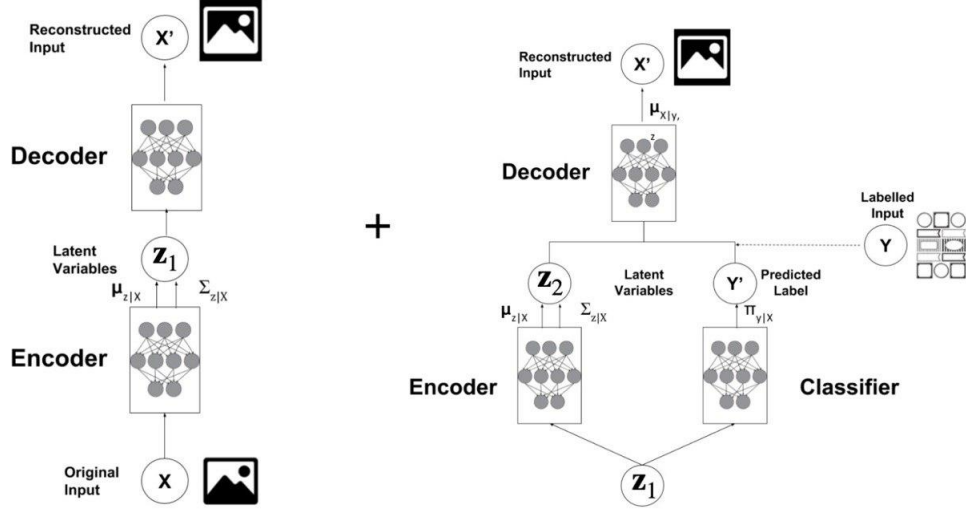 Reconstructed
Input
X'
Decoder
Latent
Variables
z₁
μz|X
Σz|X
Encoder
Original
Input
X
+
Reconstructed
Input
X'
μX|y,
z
Decoder
Labelled
Input
Y
z₂
Latent
Variables
Y'
Predicted
Label
μz|X
Σz|X
πy|X
Encoder
Classifier
z₁